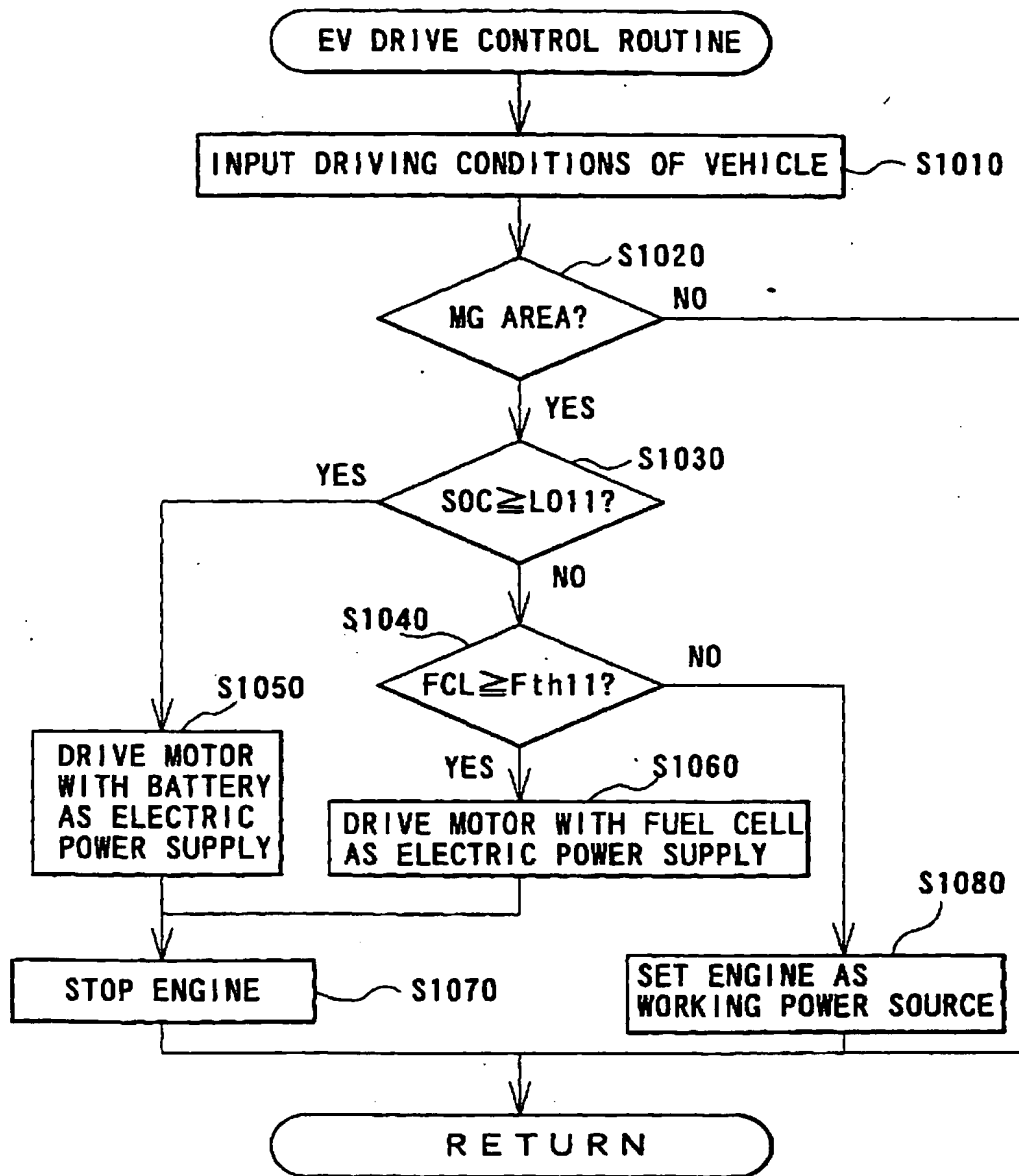 EV DRIVE CONTROL ROUTINE
INPUT DRIVING CONDITIONS OF VEHICLE
S1010
S1020
MG AREA?
NO
YES
S1030
YES
SOC≧LO11?
NO
S1040
FCL≧Fth11?
NO
S1050
DRIVE MOTOR
WITH BATTERY
AS ELECTRIC
POWER SUPPLY
YES
S1060
DRIVE MOTOR WITH FUEL CELL
AS ELECTRIC POWER SUPPLY
S1080
STOP ENGINE
S1070
SET ENGINE AS
WORKING POWER SOURCE
RETURN